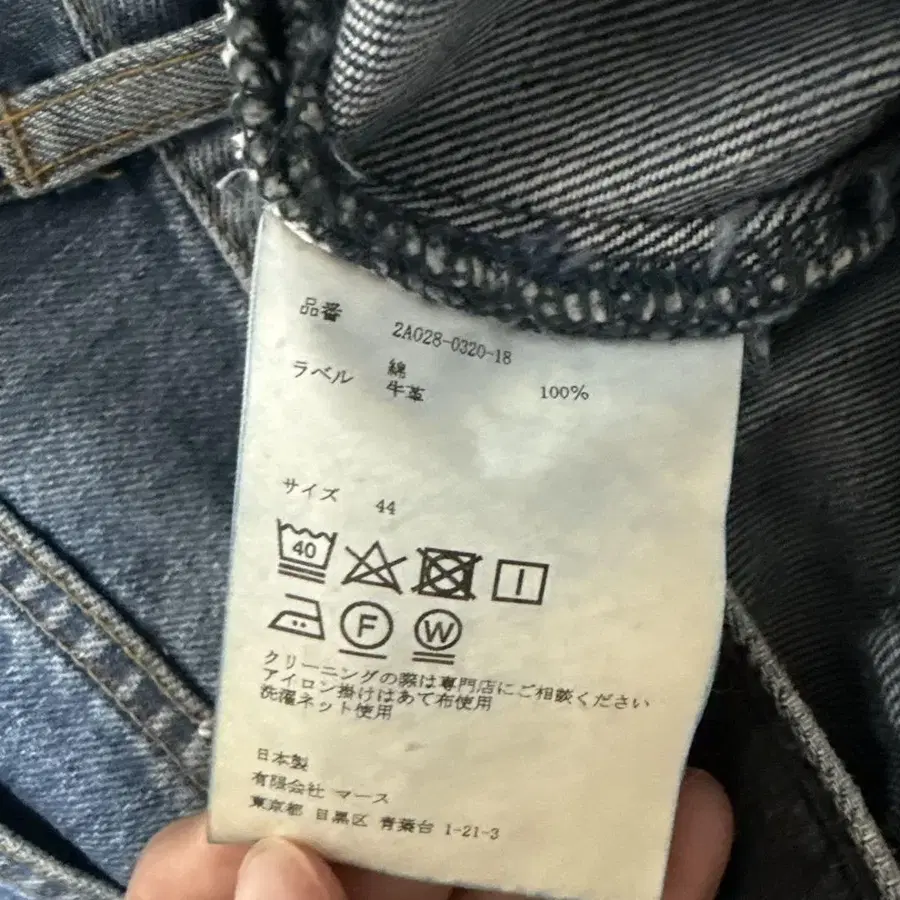 品番 2A028-0320-18
綿 100%
ラベル 牛革
サイズ 44
40
F W
クリーニングの際は専門店にご相談ください
アイロン掛けはあて布使用
洗濯ネット使用
日本製
有限会社 マース
東京都 目黒区 青葉台 1-21-3